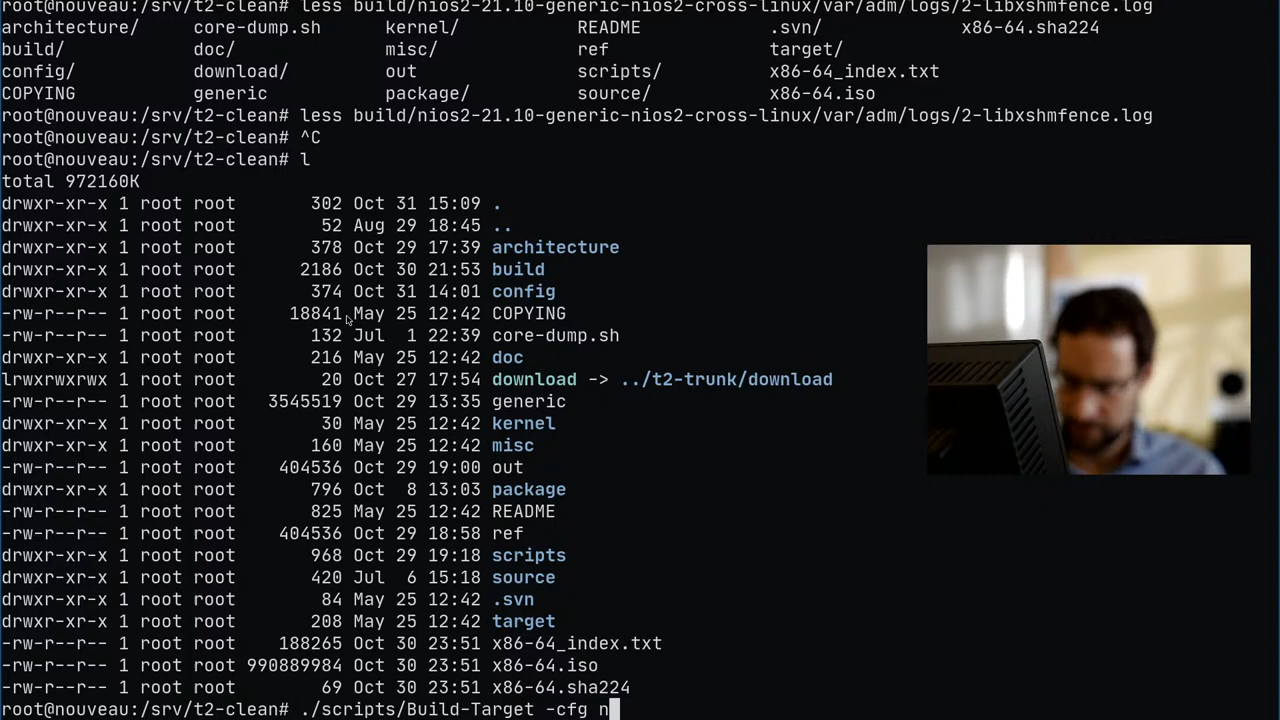 root@nouveau:/srv/t2-clean# less build/nios2-21.10-generic-nios2-cross-linux/var/adm/logs/2-libxshmfence.log
architecture/ core-dump.sh kernel/ README .svn/ x86-64.sha224
build/ doc/ misc/ ref target/
config/ download/ out scripts/ x86-64_index.txt
COPYING generic package/ source/ x86-64.iso
root@nouveau:/srv/t2-clean# less build/nios2-21.10-generic-nios2-cross-linux/var/adm/logs/2-libxshmfence.log
root@nouveau:/srv/t2-clean# ^C
root@nouveau:/srv/t2-clean# l
total 972160K
drwxr-xr-x 1 root root 302 Oct 31 15:09 .
drwxr-xr-x 1 root root 52 Aug 29 18:45 ..
drwxr-xr-x 1 root root 378 Oct 29 17:39 architecture
drwxr-xr-x 1 root root 2186 Oct 30 21:53 build
drwxr-xr-x 1 root root 374 Oct 31 14:01 config
-rw-r--r-- 1 root root 18841 May 25 12:42 COPYING
-rw-r--r-- 1 root root 132 Jul 1 22:39 core-dump.sh
drwxr-xr-x 1 root root 216 May 25 12:42 doc
lrwxrwxrwx 1 root root 20 Oct 27 17:54 download -> ../t2-trunk/download
-rw-r--r-- 1 root root 3545519 Oct 29 13:35 generic
drwxr-xr-x 1 root root 30 May 25 12:42 kernel
drwxr-xr-x 1 root root 160 May 25 12:42 misc
-rw-r--r-- 1 root root 404536 Oct 29 19:00 out
drwxr-xr-x 1 root root 796 Oct 8 13:03 package
-rw-r--r-- 1 root root 825 May 25 12:42 README
-rw-r--r-- 1 root root 404536 Oct 29 18:58 ref
drwxr-xr-x 1 root root 968 Oct 29 19:18 scripts
drwxr-xr-x 1 root root 420 Jul 6 15:18 source
drwxr-xr-x 1 root root 84 May 25 12:42 .svn
drwxr-xr-x 1 root root 208 May 25 12:42 target
-rw-r--r-- 1 root root 188265 Oct 30 23:51 x86-64_index.txt
-rw-r--r-- 1 root root 990889984 Oct 30 23:51 x86-64.iso
-rw-r--r-- 1 root root 69 Oct 30 23:51 x86-64.sha224
root@nouveau:/srv/t2-clean# ./scripts/Build-Target -cfg n